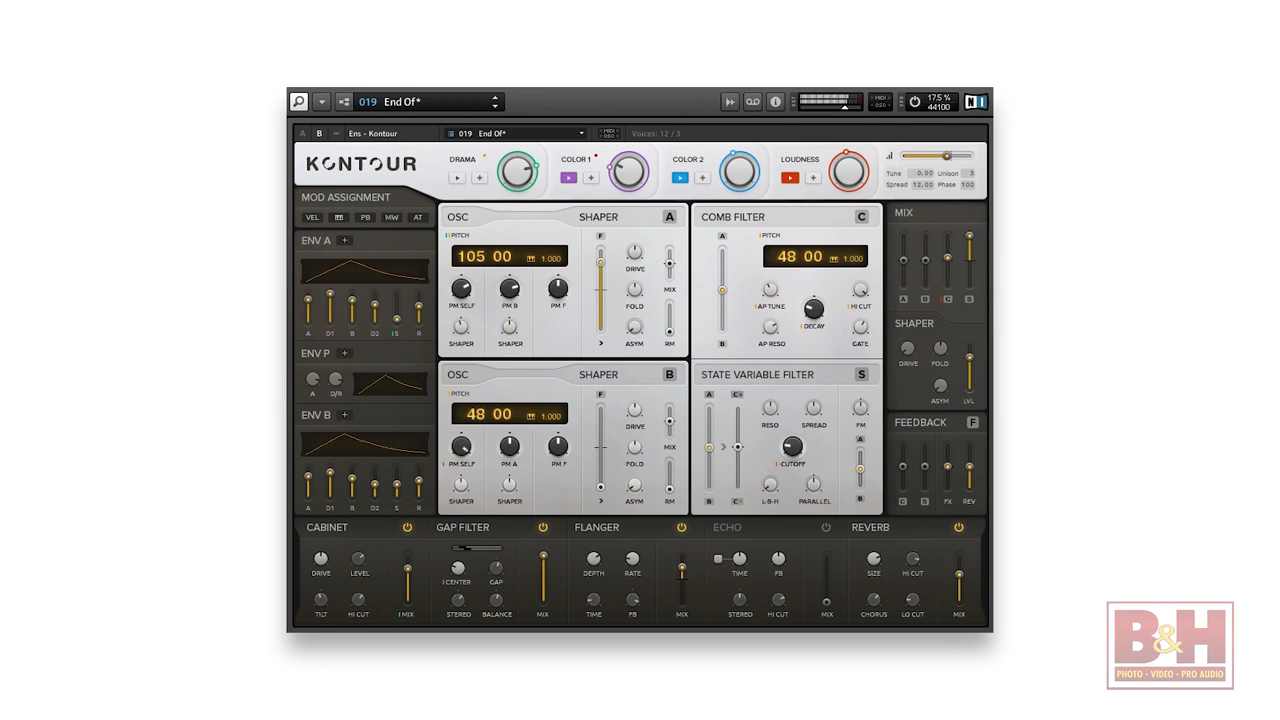 019 End Of*
MIDI
OSC
17.5 %
44100
NI
A B Ens - Kontour 019 End Of* MIDI OSC Voices: 12 / 3
KONTOUR
DRAMA COLOR 1 COLOR 2 LOUDNESS
Tune 0.00 Unison 3
Spread 12.00 Phase 100
MOD ASSIGNMENT
VEL PB MW AT
ENV A +
A D1 B D2 S R
ENV P +
A D/R
ENV B +
A D1 B D2 S R
OSC SHAPER A
PITCH F
105 00 1.000
DRIVE
MIX
PM SELF PM B PM F FOLD
SHAPER SHAPER ASYM RM
OSC SHAPER B
PITCH F
48 00 1.000
DRIVE
MIX
PM SELF PM A PM F FOLD
SHAPER SHAPER ASYM RM
COMB FILTER C
A PITCH
48 00 1.000
AP TUNE HI CUT
DECAY
B AP RESO GATE
STATE VARIABLE FILTER S
A C+
RESO SPREAD FM
A
CUTOFF
B C- L-B-H PARALLEL B
MIX
A B C S
SHAPER
DRIVE FOLD
ASYM LVL
FEEDBACK F
C S FX REV
CABINET GAP FILTER FLANGER ECHO REVERB
DRIVE LEVEL CENTER GAP DEPTH RATE TIME FB SIZE HI CUT
TILT HI CUT MIX STEREO BALANCE MIX TIME FB MIX STEREO HI CUT MIX CHORUS LO CUT MIX
B&H
PHOTO - VIDEO - PRO AUDIO